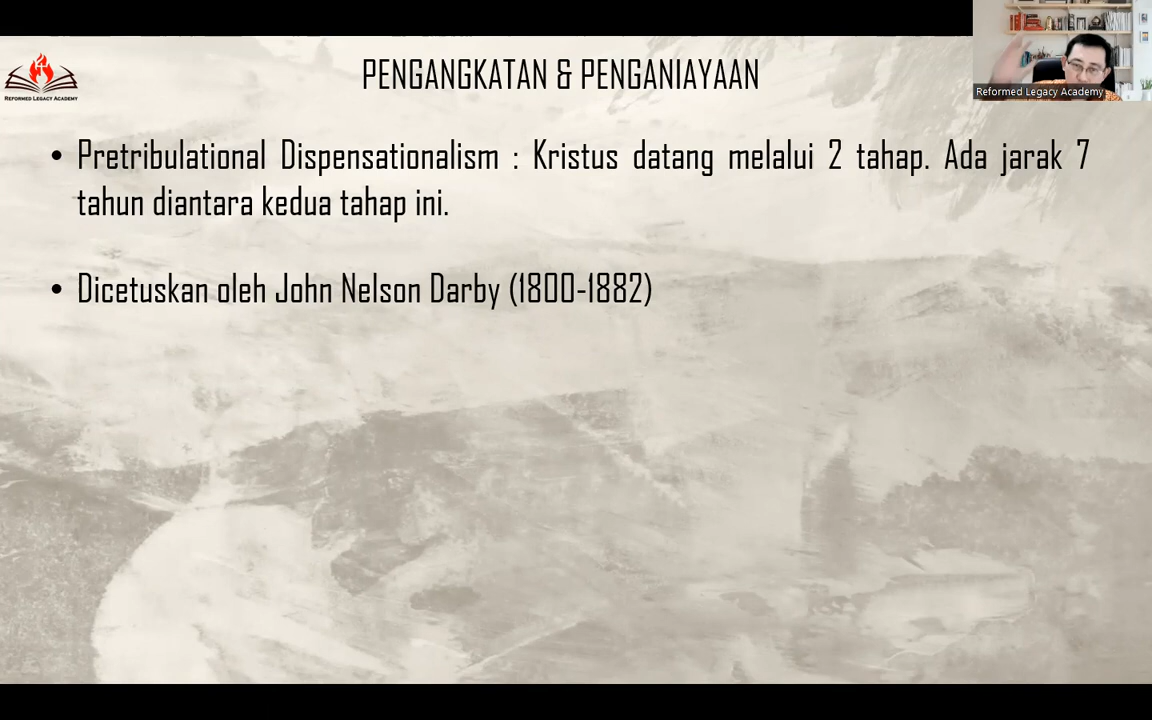 PENGANGKATAN & PENGANIAYAAN
Reformed Legacy Academy
REFORMED LEGACY ACADEMY
• Pretribulational Dispensationalism : Kristus datang melalui 2 tahap. Ada jarak 7
tahun diantara kedua tahap ini.
• Dicetuskan oleh John Nelson Darby (1800-1882)